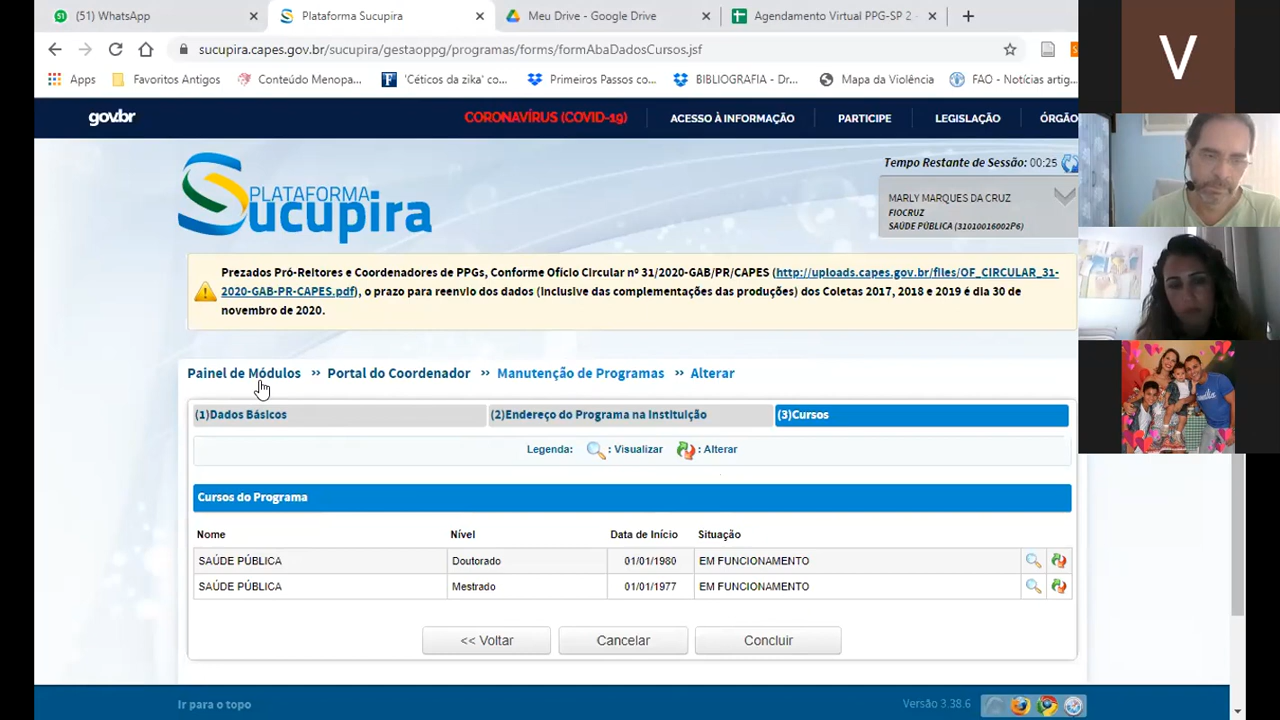 (51) WhatsApp
Plataforma Sucupira
Meu Drive - Google Drive
Agendamento Virtual PPG-SP 2 -
sucupira.capes.gov.br/sucupira/gestaoppg/programas/forms/formAbaDadosCursos.jsf
Apps
Favoritos Antigos
Conteúdo Menopa...
'Céticos da zika' co...
Primeiros Passos co...
BIBLIOGRAFIA - Dr...
Mapa da Violência
FAO - Notícias artig...
V
gov.br
CORONAVÍRUS (COVID-19)
ACESSO À INFORMAÇÃO
PARTICIPE
LEGISLAÇÃO
ÓRGÃO
PLATAFORMA
Sucupira
Tempo Restante de Sessão: 00:25
MARLY MARQUES DA CRUZ
FIOCRUZ
SAÚDE PÚBLICA (31010016002P6)
Prezados Pró-Reitores e Coordenadores de PPGs, Conforme Ofício Circular nº 31/2020-GAB/PR/CAPES (http://uploads.capes.gov.br/files/OF_CIRCULAR_31-
2020-GAB-PR-CAPES.pdf), o prazo para reenvio dos dados (inclusive das complementações das produções) dos Coletas 2017, 2018 e 2019 é dia 30 de
novembro de 2020.
Painel de Módulos >> Portal do Coordenador >> Manutenção de Programas >> Alterar
(1)Dados Básicos
(2)Endereço do Programa na Instituição
(3)Cursos
Legenda: : Visualizar : Alterar
Cursos do Programa
Nome Nível Data de Início Situação
SAÚDE PÚBLICA Doutorado 01/01/1980 EM FUNCIONAMENTO
SAÚDE PÚBLICA Mestrado 01/01/1977 EM FUNCIONAMENTO
<< Voltar
Cancelar
Concluir
Ir para o topo
Versão 3.38.6